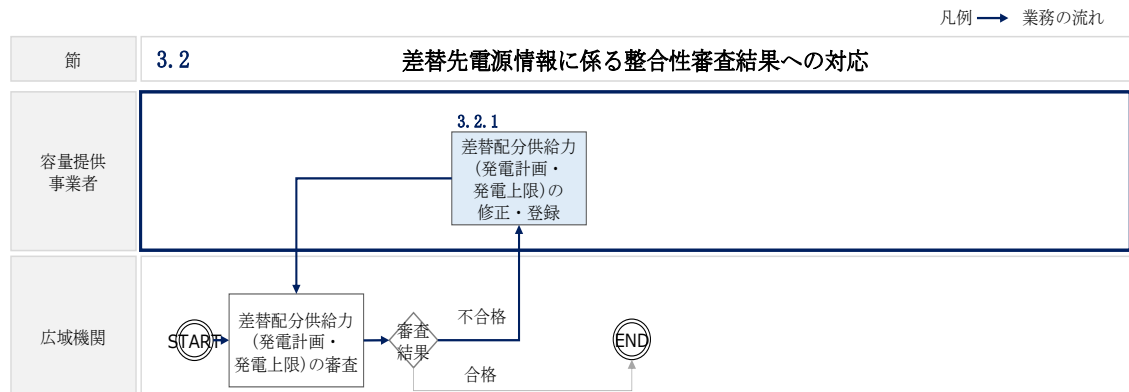 凡例 業務の流れ
節
3.2 差替先電源情報に係る整合性審査結果への対応
容量提供
事業者
3.2.1
差替配分供給力
(発電計画・
発電上限)の
修正・登録
広域機関
START
差替配分供給力
(発電計画・
発電上限)の審査
審査
結果
不合格
合格
END